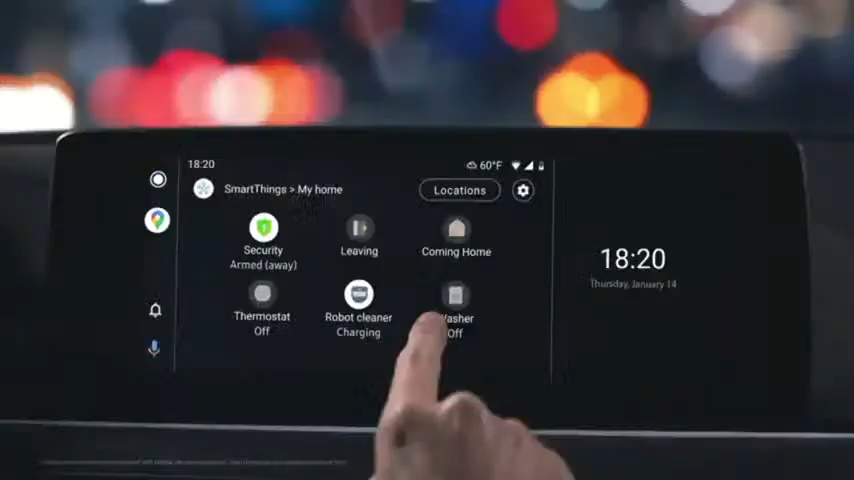 18:20
60°F
SmartThings > My home
Locations
Security
Armed (away)
Leaving
Coming Home
Thermostat
Off
Robot cleaner
Charging
Off
18:20
Thursday, January 14